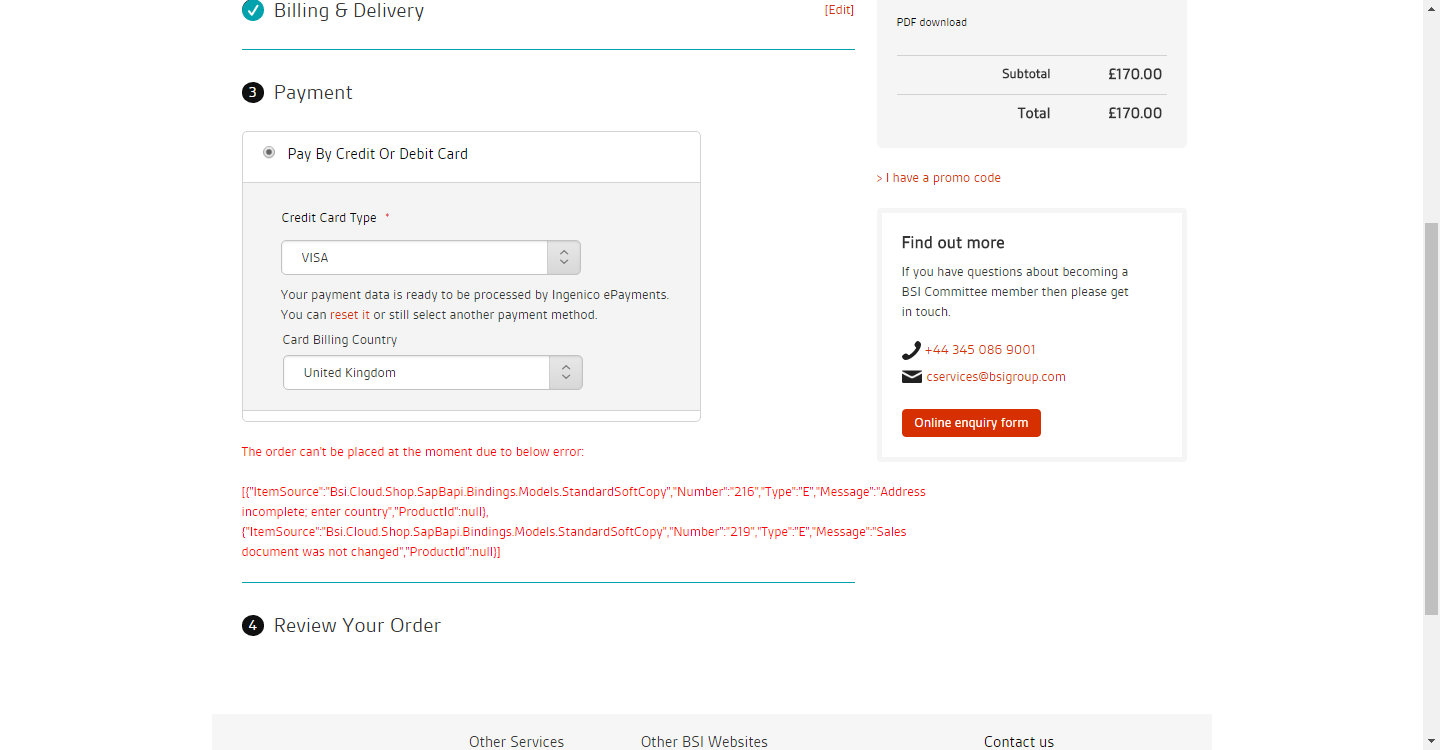 Billing & Delivery
[Edit]
PDF download
Subtotal £170.00
Total £170.00
3 Payment
Pay By Credit Or Debit Card
> I have a promo code
Credit Card Type *
VISA
Your payment data is ready to be processed by Ingenico ePayments.
You can reset it or still select another payment method.
Card Billing Country
United Kingdom
Find out more
If you have questions about becoming a
BSI Committee member then please get
in touch.
+44 345 086 9001
cservices@bsigroup.com
Online enquiry form
The order can't be placed at the moment due to below error:
[{"ItemSource":"Bsi.Cloud.Shop.SapBapi.Bindings.Models.StandardSoftCopy","Number":"216","Type":"E","Message":"Address
incomplete; enter country","ProductId":null},
{"ItemSource":"Bsi.Cloud.Shop.SapBapi.Bindings.Models.StandardSoftCopy","Number":"219","Type":"E","Message":"Sales
document was not changed","ProductId":null}]
4 Review Your Order
Other Services
Other BSI Websites
Contact us